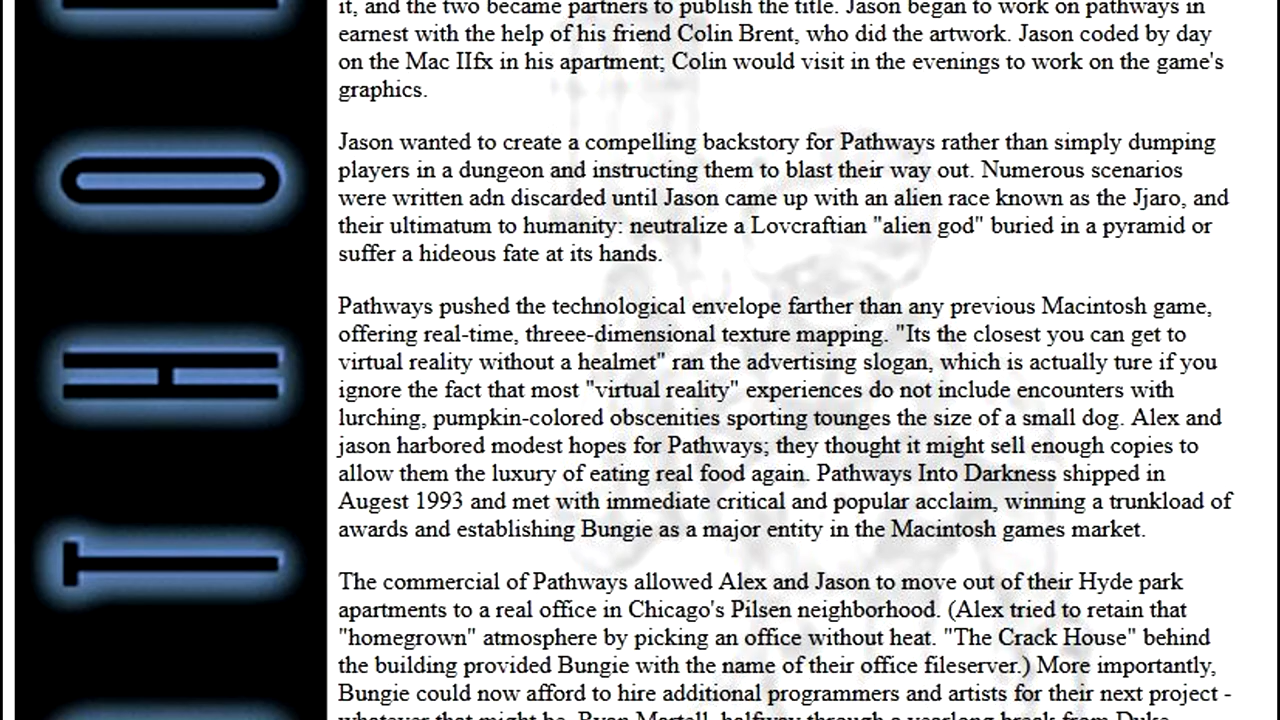 it, and the two became partners to publish the title. Jason began to work on pathways in
earnest with the help of his friend Colin Brent, who did the artwork. Jason coded by day
on the Mac IIfx in his apartment; Colin would visit in the evenings to work on the game's
graphics.
Jason wanted to create a compelling backstory for Pathways rather than simply dumping
players in a dungeon and instructing them to blast their way out. Numerous scenarios
were written adn discarded until Jason came up with an alien race known as the Jjaro, and
their ultimatum to humanity: neutralize a Lovcraftian "alien god" buried in a pyramid or
suffer a hideous fate at its hands.
Pathways pushed the technological envelope farther than any previous Macintosh game,
offering real-time, threee-dimensional texture mapping. "Its the closest you can get to
virtual reality without a healmet" ran the advertising slogan, which is actually ture if you
ignore the fact that most "virtual reality" experiences do not include encounters with
lurching, pumpkin-colored obscenities sporting tounges the size of a small dog. Alex and
jason harbored modest hopes for Pathways; they thought it might sell enough copies to
allow them the luxury of eating real food again. Pathways Into Darkness shipped in
Augest 1993 and met with immediate critical and popular acclaim, winning a trunkload of
awards and establishing Bungie as a major entity in the Macintosh games market.
The commercial of Pathways allowed Alex and Jason to move out of their Hyde park
apartments to a real office in Chicago's Pilsen neighborhood. (Alex tried to retain that
"homegrown" atmosphere by picking an office without heat. "The Crack House" behind
the building provided Bungie with the name of their office fileserver.) More importantly,
Bungie could now afford to hire additional programmers and artists for their next project -
whatever that might be. Ryan Martell, halfway through a yearlong break from Duke